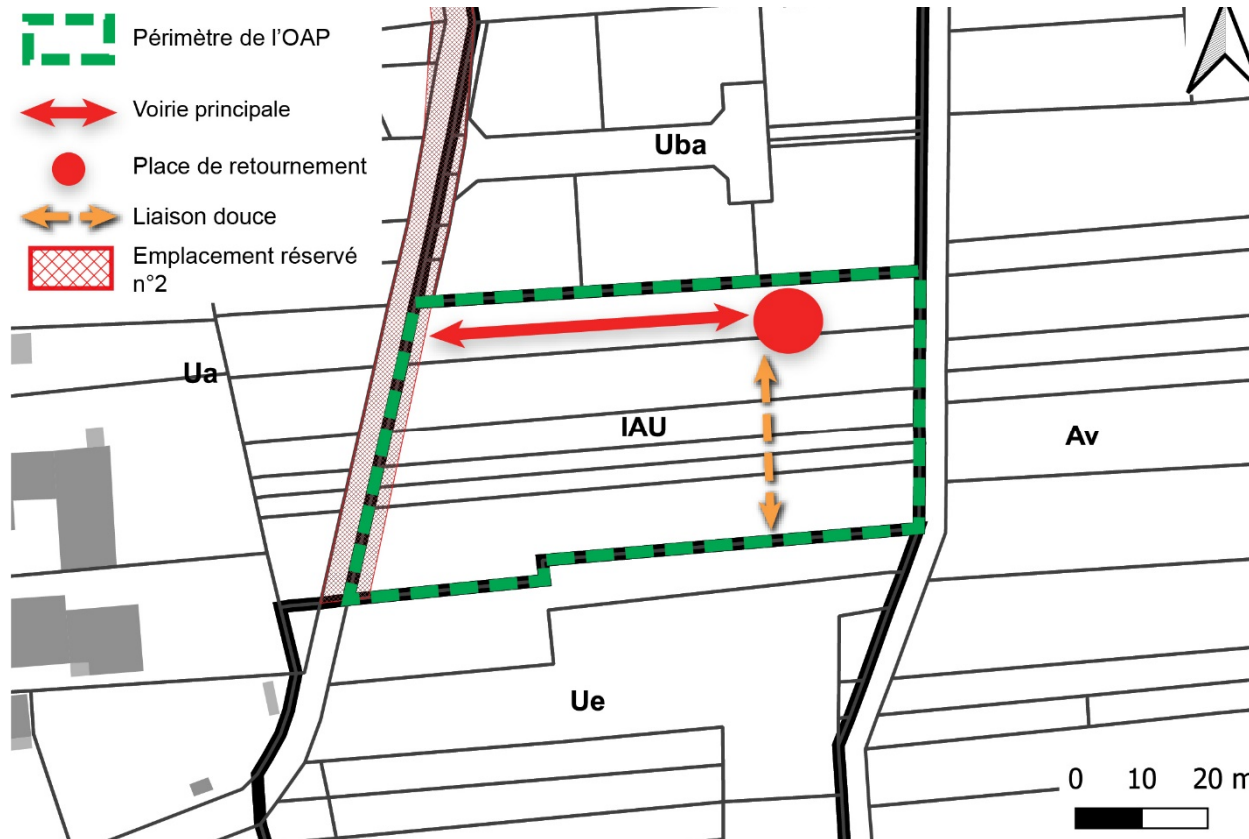 Périmètre de l'OAP
Voirie principale
Place de retournement
Liaison douce
Emplacement réservé
n°2
Uba
Ua
IAU
Av
Ue
0 10 20 m